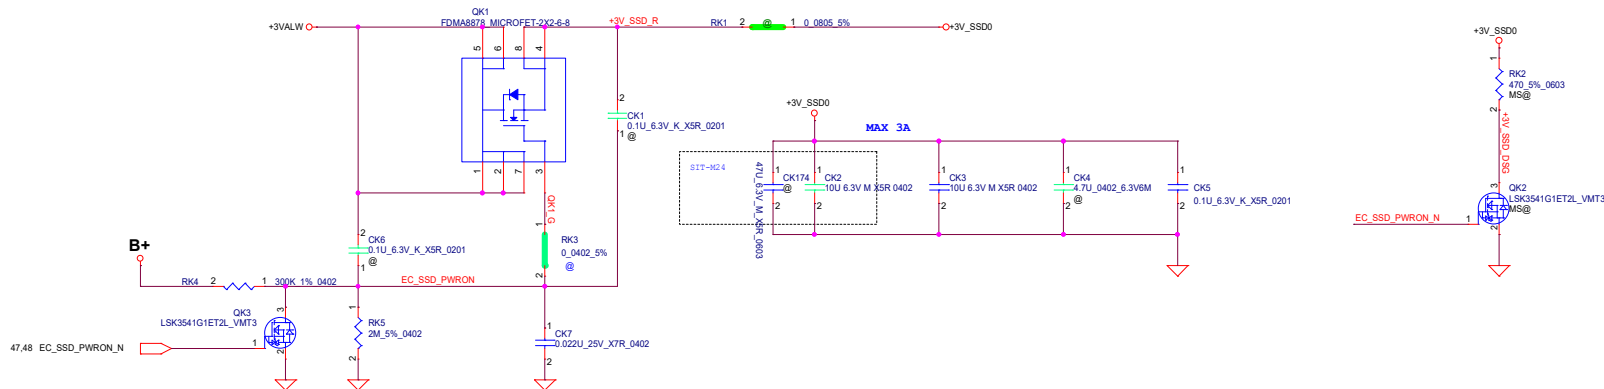 QK1
FDMA8878_MICROFET-2X2-6-8
+3VALW
+3V_SSD_R
RK1
2
@
1
0_0805_5%
+3V_SSD0
5
6
8
4
1
2
7
3
2
CK1
0.1U_6.3V_K_X5R_0201
1
@
QK1_G
1
RK3
0_0402_5%
@
2
2
CK6
0.1U_6.3V_K_X5R_0201
@
1
B+
RK4
2
1
300K_1%_0402
EC_SSD_PWRON
QK3
LSK3541G1ET2L_VMT3
3
1
2
47,48
EC_SSD_PWRON_N
1
RK5
2M_5%_0402
2
1
CK7
0.022U_25V_X7R_0402
2
+3V_SSD0
MAX 3A
SIT-M24
47U_6.3V_M_X5R_0603
1
CK174
@
2
1
CK2
10U 6.3V M X5R 0402
2
1
CK3
10U 6.3V M X5R 0402
2
1
CK4
4.7U_0402_6.3V6M
2
1
CK5
0.1U_6.3V_K_X5R_0201
2
+3V_SSD0
1
RK2
470_5%_0603
MS@
2
+3V_SSD_DSG
3
QK2
LSK3541G1ET2L_VMT3
MS@
EC_SSD_PWRON_N
1
2